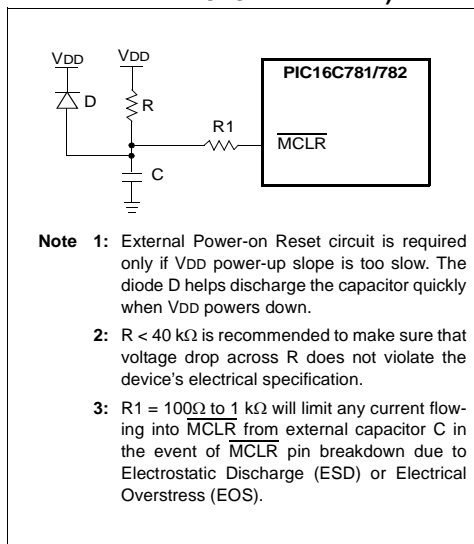 VDD VDD
PIC16C781/782
D R
R1
MCLR
C
Note 1: External Power-on Reset circuit is required
only if VDD power-up slope is too slow. The
diode D helps discharge the capacitor quickly
when VDD powers down.
2: R < 40 kΩ is recommended to make sure that
voltage drop across R does not violate the
device's electrical specification.
3: R1 = 100Ω to 1 kΩ will limit any current flow-
ing into MCLR from external capacitor C in
the event of MCLR pin breakdown due to
Electrostatic Discharge (ESD) or Electrical
Overstress (EOS).